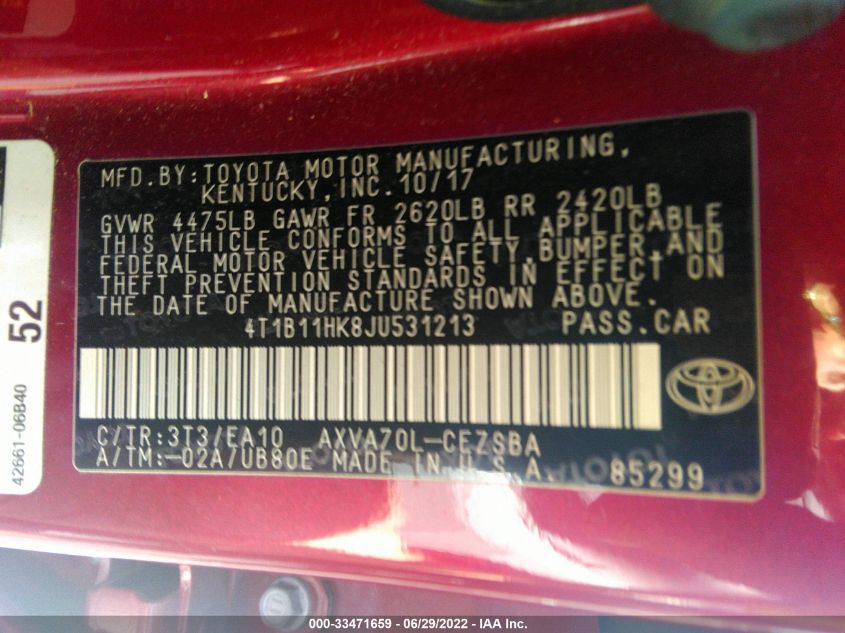 MFD.BY:TOYOTA MOTOR MANUFACTURING,
KENTUCKY,INC.10/17
GVWR 4475LB GAWR FR 2620LB RR 2420LB
THIS VEHICLE CONFORMS TO ALL APPLICABLE
FEDERAL MOTOR VEHICLE SAFETY,BUMPER,AND
THEFT PREVENTION STANDARDS IN EFFECT ON
THE DATE OF MANUFACTURE SHOWN ABOVE.
4T1B11HK8JU531213 PASS.CAR
C/TR:3T3/EA10 AXVA70L-CEZSBA
A/TM:-02A/UB80E MADE IN U.S.A. 85299
52
42661-06B40
000-33471659 - 06/29/2022 - IAA Inc.